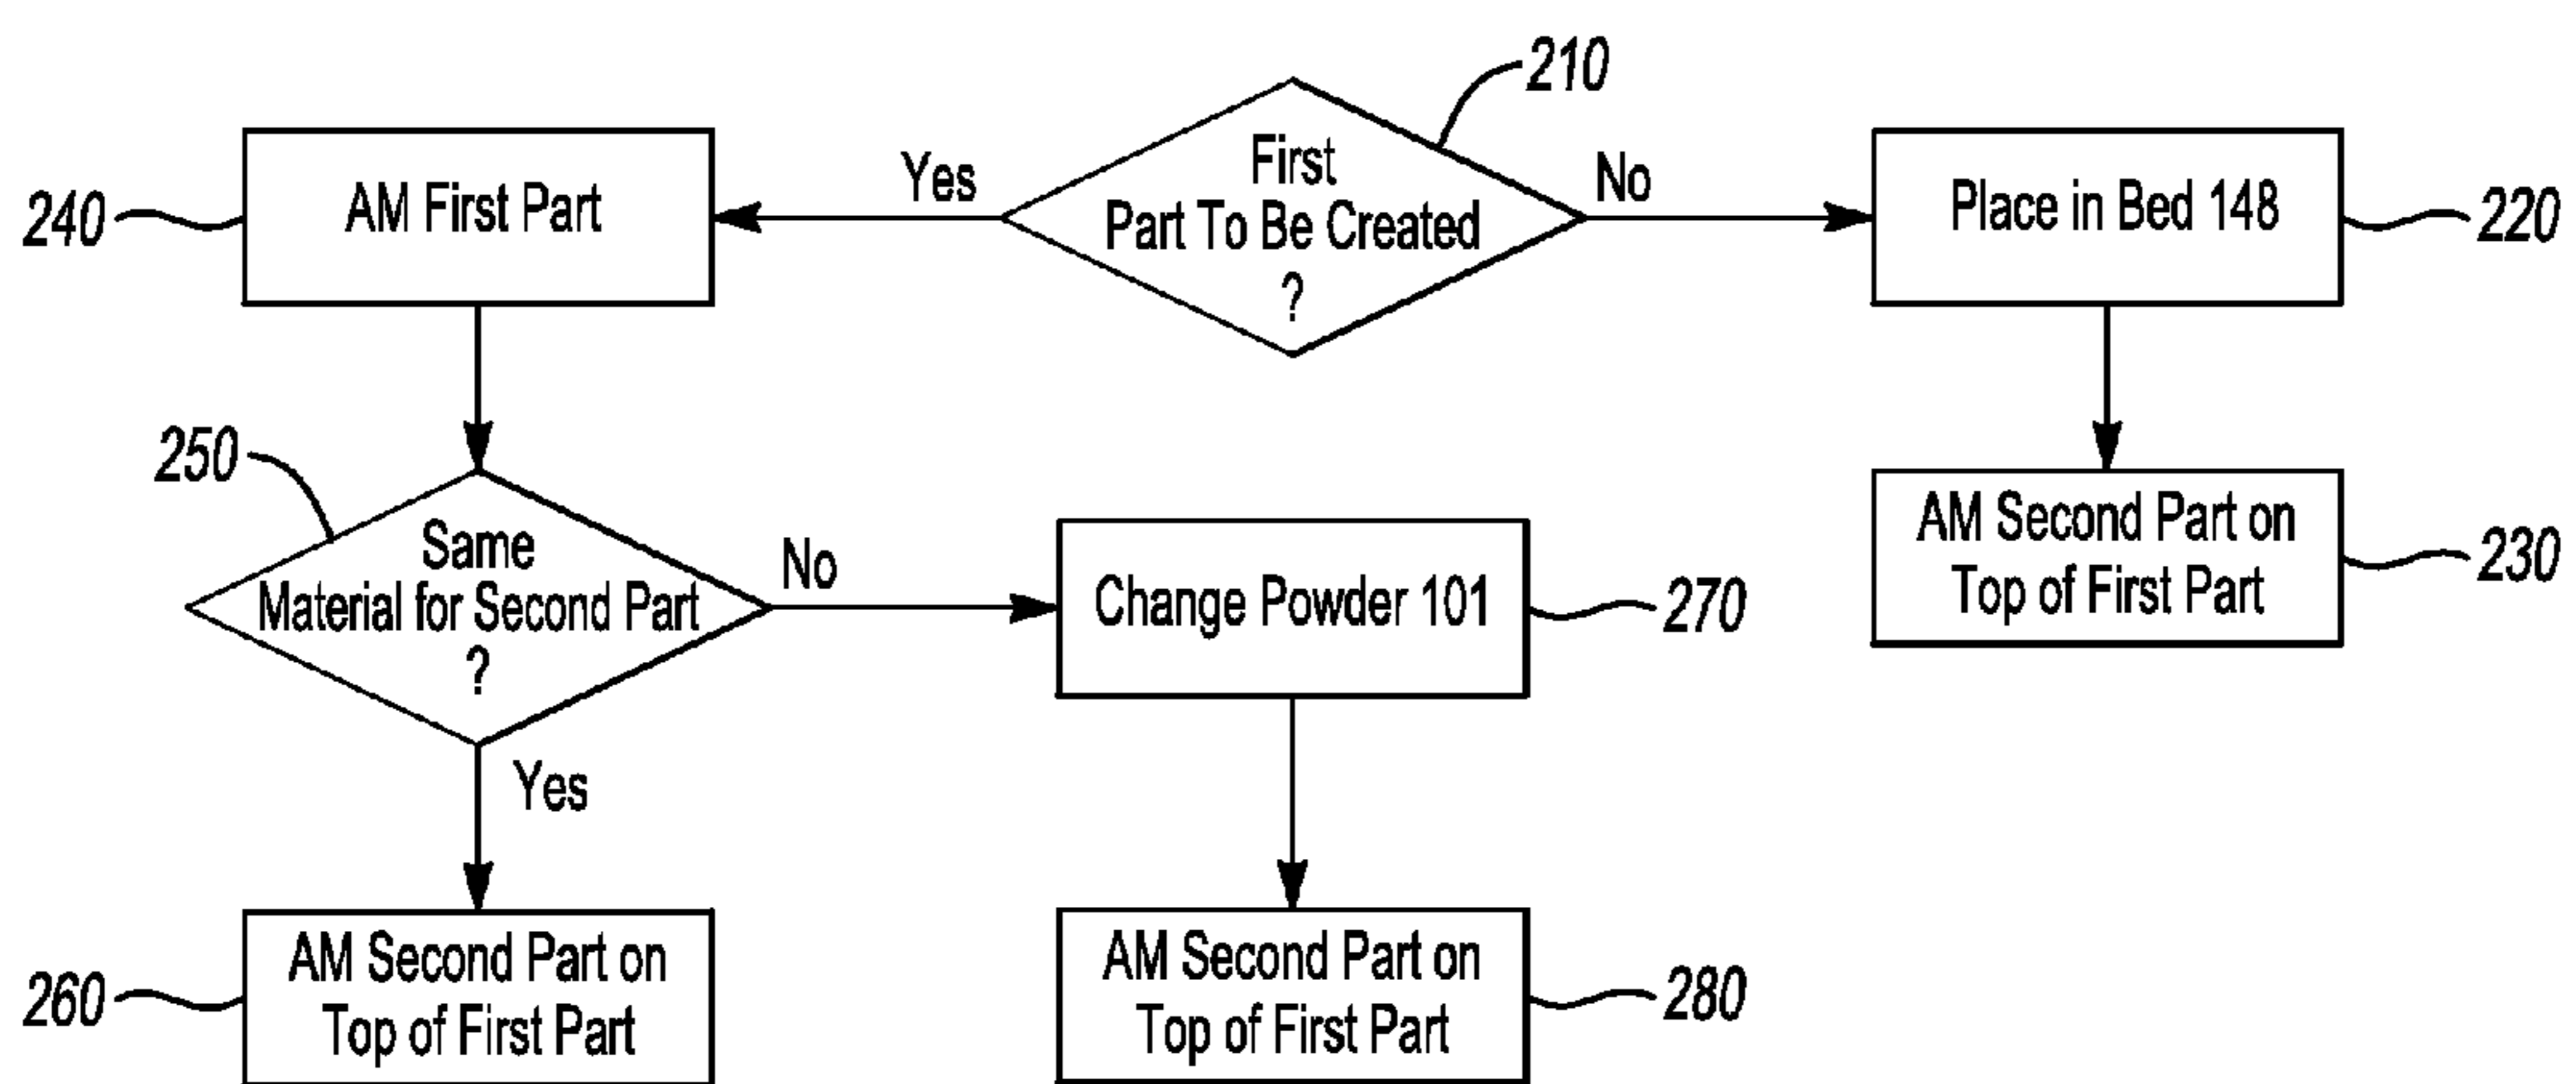 210
First
Part To Be Created
?
Yes
No
240
AM First Part
Place in Bed 148
220
250
Same
Material for Second Part
?
No
Yes
Change Powder 101
270
AM Second Part on
Top of First Part
230
260
AM Second Part on
Top of First Part
AM Second Part on
Top of First Part
280